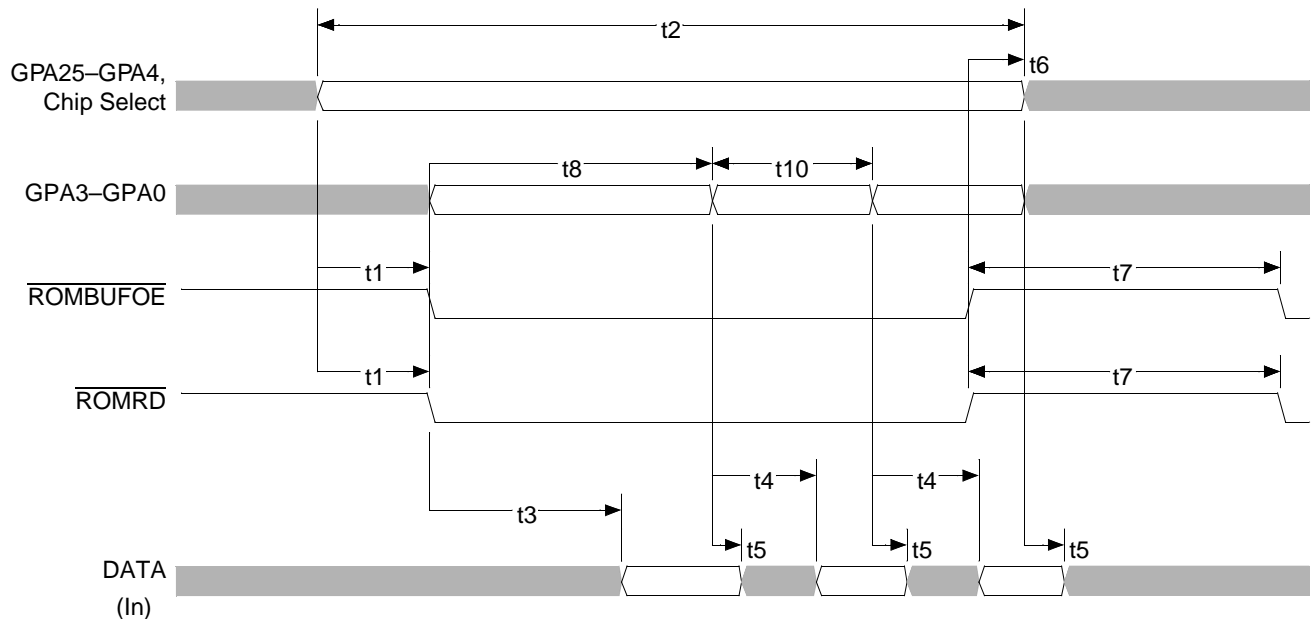 t2
GPA25–GPA4,
Chip Select
t6
t8
t10
GPA3–GPA0
t1
t7
ROMBUFOE
t1
t7
ROMRD
t4
t4
t3
t5
t5
t5
DATA
(In)